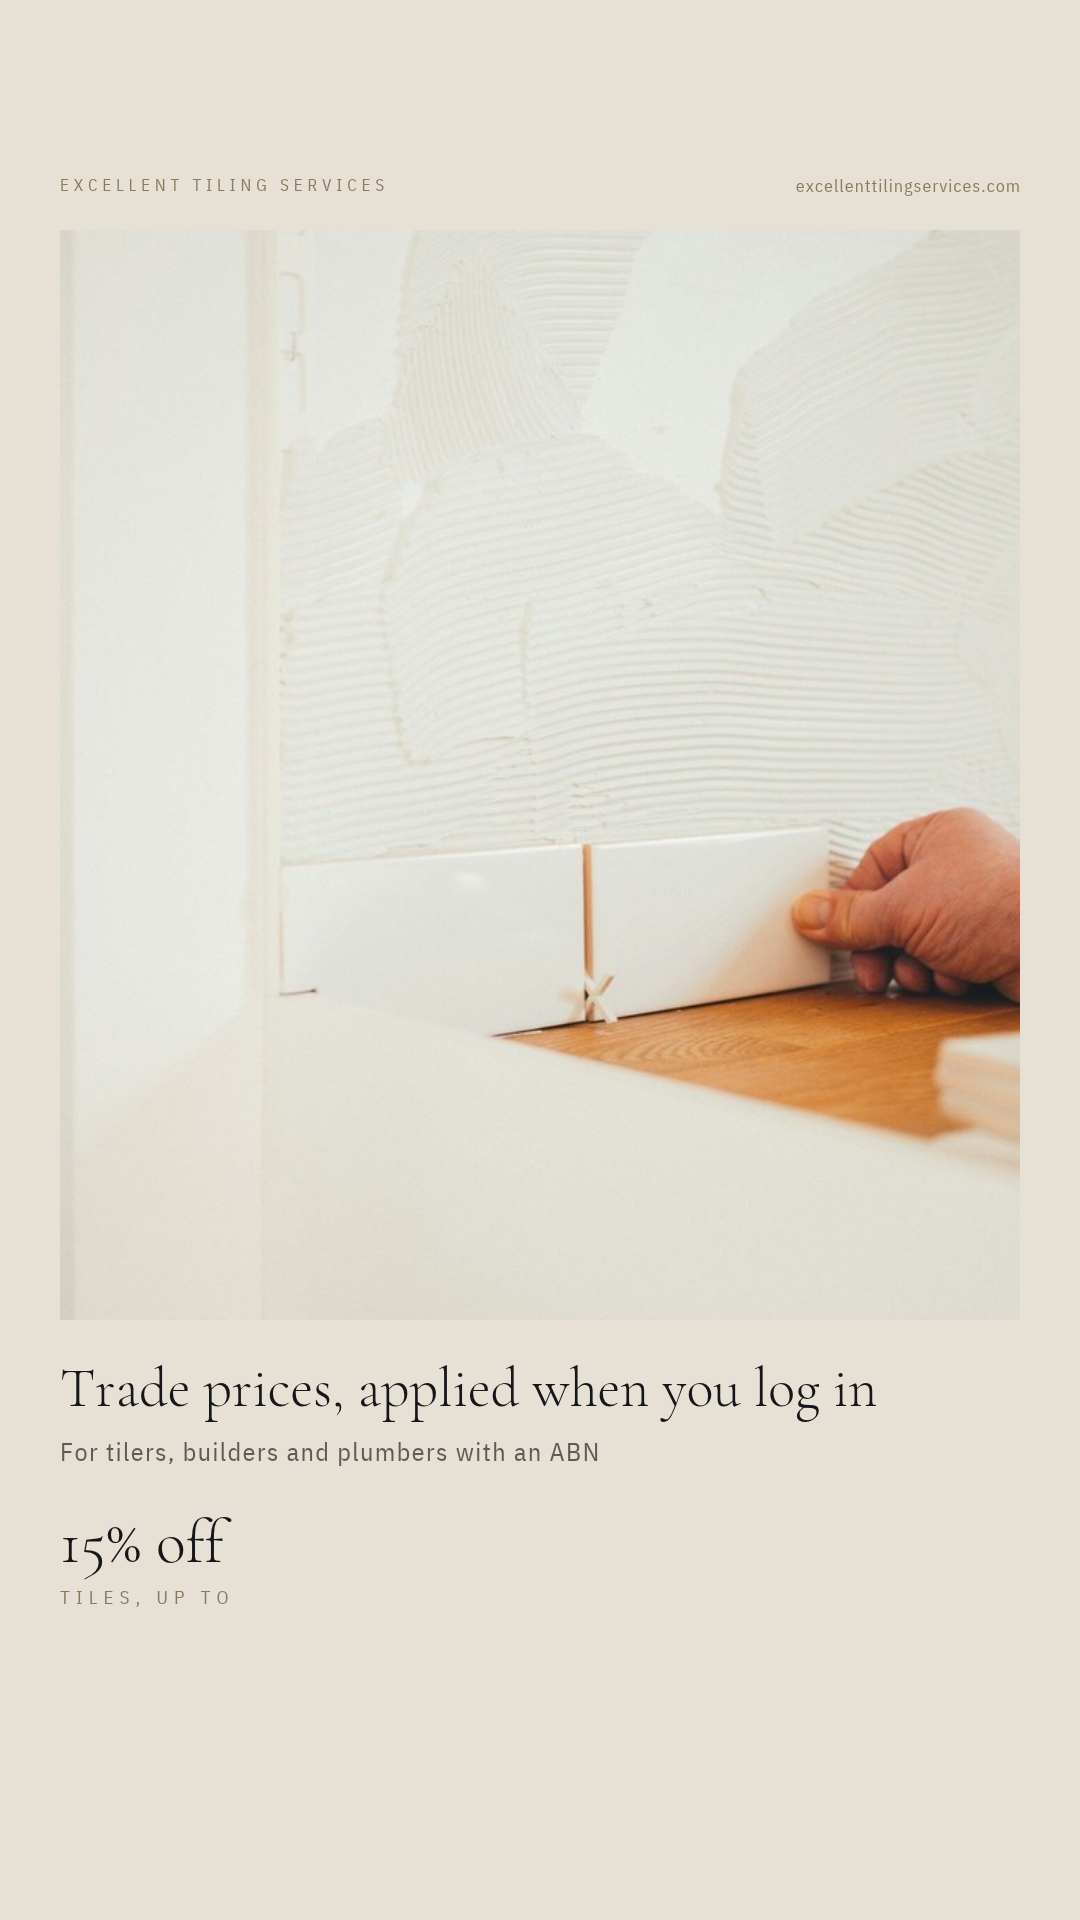 EXCELLENT TILING SERVICES
excellenttilingservices.com
Trade prices, applied when you log in
For tilers, builders and plumbers with an ABN
15% off
TILES, UP TO